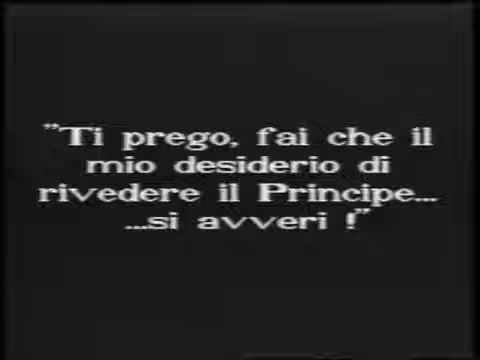 "Ti prego, fai che il
mio desiderio di
rivedere il Principe...
...si avveri !"